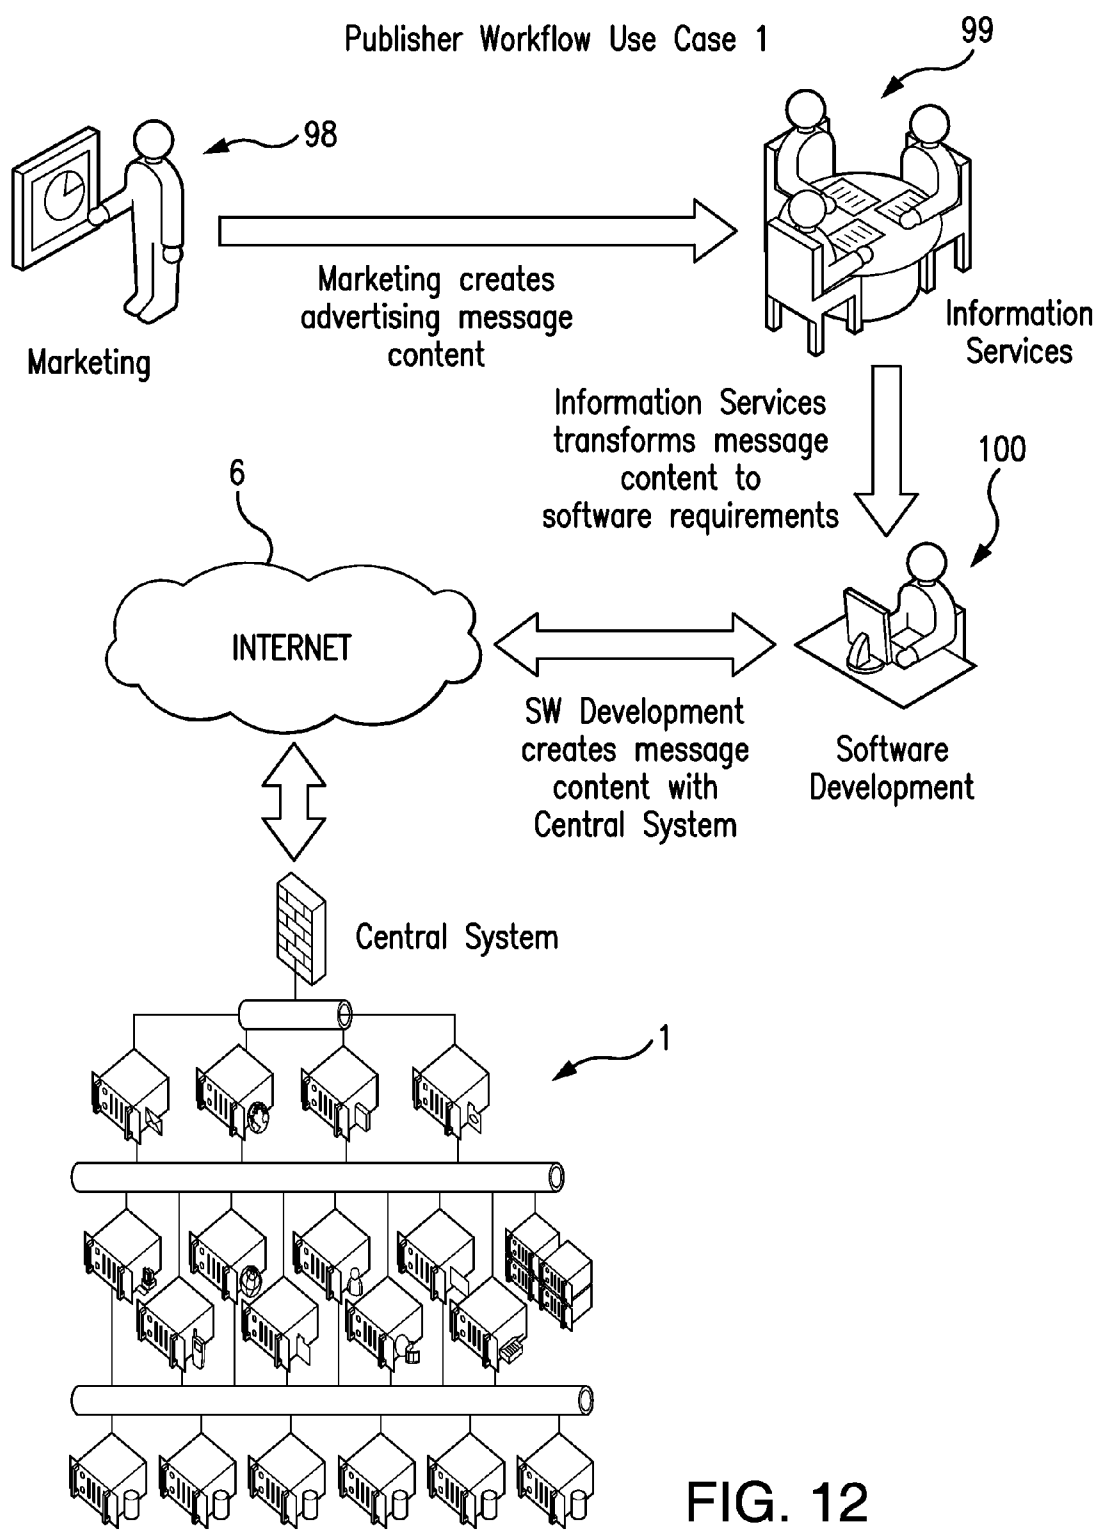 Publisher Workflow Use Case 1
99
98
Marketing creates
advertising message
content
Marketing
Information
Services
Information Services
transforms message
content to
software requirements
100
6
INTERNET
SW Development
creates message
content with
Central System
Software
Development
Central System
1
FIG. 12